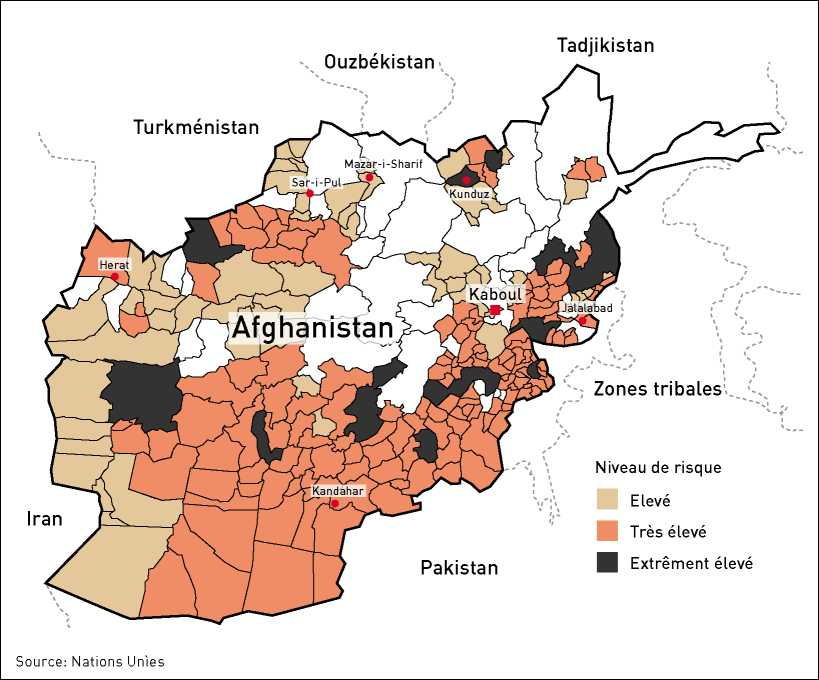 Tadjikistan
Ouzbékistan
Turkménistan
Mazar-i-Sharif
Sar-i-Pul
Kunduz
Herat
Kaboul
Jalalabad
Afghanistan
Zones tribales
Niveau de risque
Kandahar
Elevé
Iran
Très élevé
Pakistan
Extrêment élevé
Source: Nations Unìes